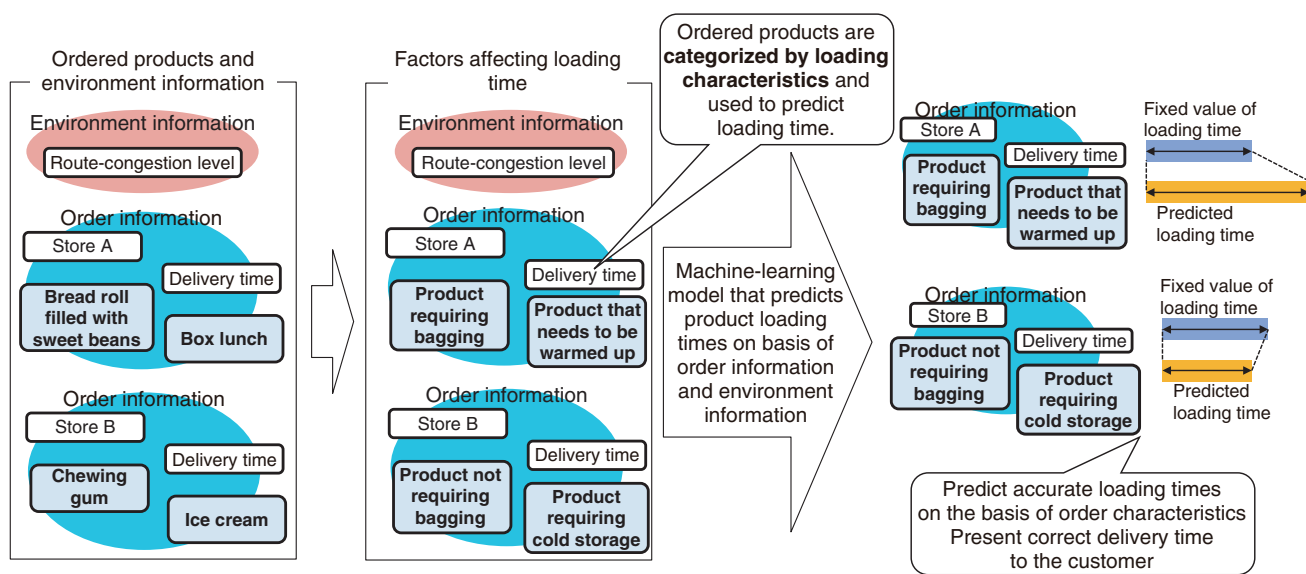 Ordered products and
environment information
Environment information
Route-congestion level
Order information
Store A
Delivery time
Bread roll
filled with
sweet beans
Box lunch
Order information
Store B
Delivery time
Chewing
gum
Ice cream
Factors affecting loading
time
Environment information
Route-congestion level
Order information
Store A
Delivery time
Product
requiring
bagging
Product that
needs to be
warmed up
Order information
Store B
Delivery time
Product not
requiring
bagging
Product
requiring
cold storage
Ordered products are
categorized by loading
characteristics and
used to predict
loading time.
Machine-learning
model that predicts
product loading
times on basis of
order information
and environment
information
Order information
Store A
Delivery time
Product
requiring
bagging
Product that
needs to be
warmed up
Fixed value of
loading time
Predicted
loading time
Order information
Store B
Delivery time
Product not
requiring
bagging
Product
requiring
cold storage
Fixed value of
loading time
Predicted
loading time
Predict accurate loading times
on the basis of order characteristics
Present correct delivery time
to the customer